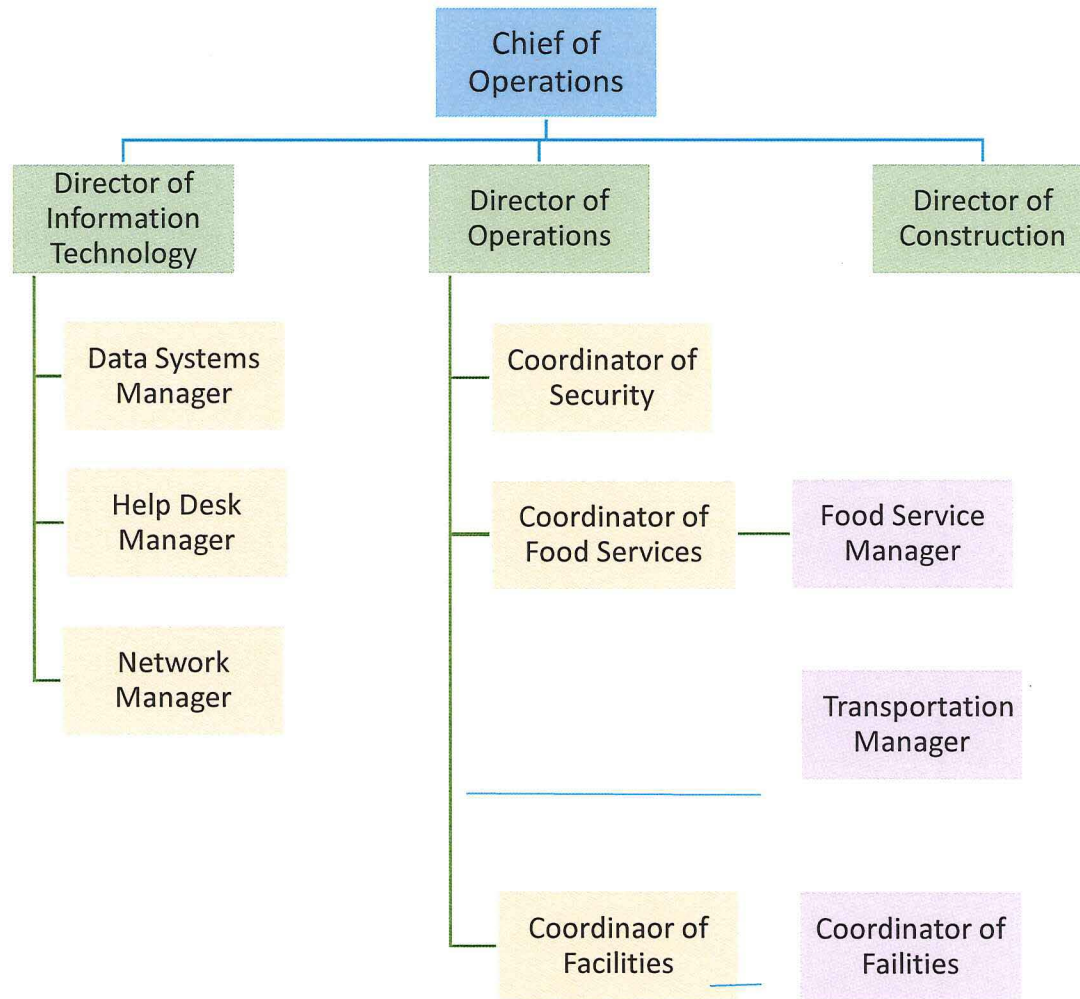 Chief of
Operations
Director of
Information
Technology
Director of
Operations
Director of
Construction
Data Systems
Manager
Help Desk
Manager
Network
Manager
Coordinator of
Security
Coordinator of
Food Services
Food Service
Manager
Transportation
Manager
Coordinaor of
Facilities
Coordinator of
Failities